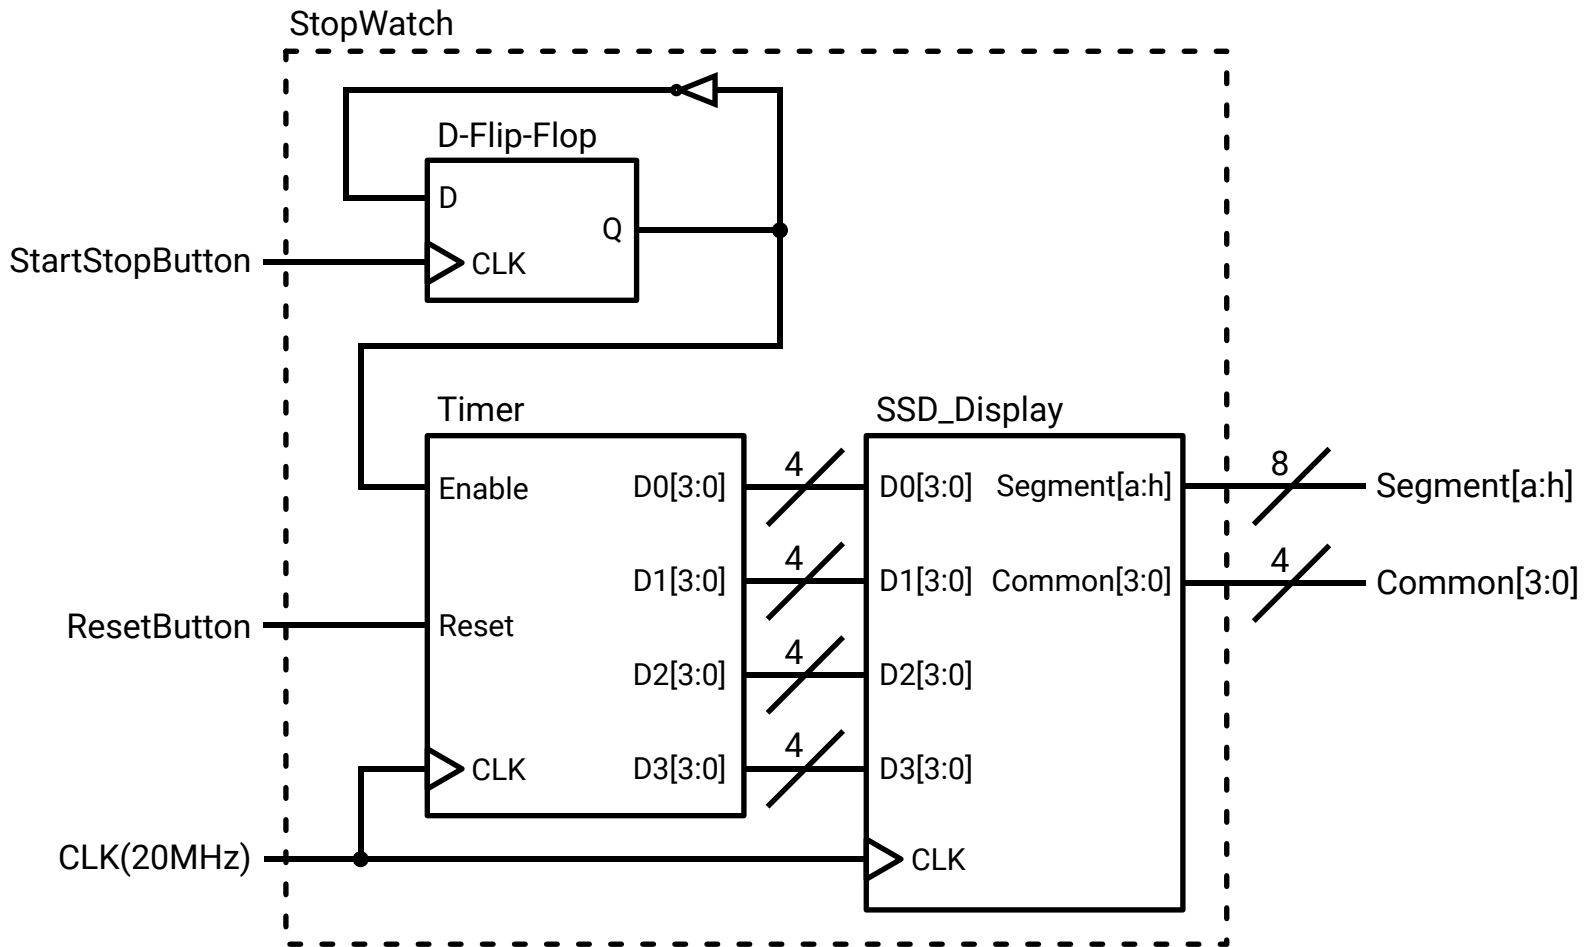 StopWatch
D-Flip-Flop
D
Q
StartStopButton
CLK
Timer
SSD_Display
Enable
D0[3:0]
4
D0[3:0]
Segment[a:h]
8
Segment[a:h]
D1[3:0]
4
D1[3:0]
Common[3:0]
4
Common[3:0]
ResetButton
Reset
D2[3:0]
4
D2[3:0]
CLK
D3[3:0]
4
D3[3:0]
CLK(20MHz)
CLK